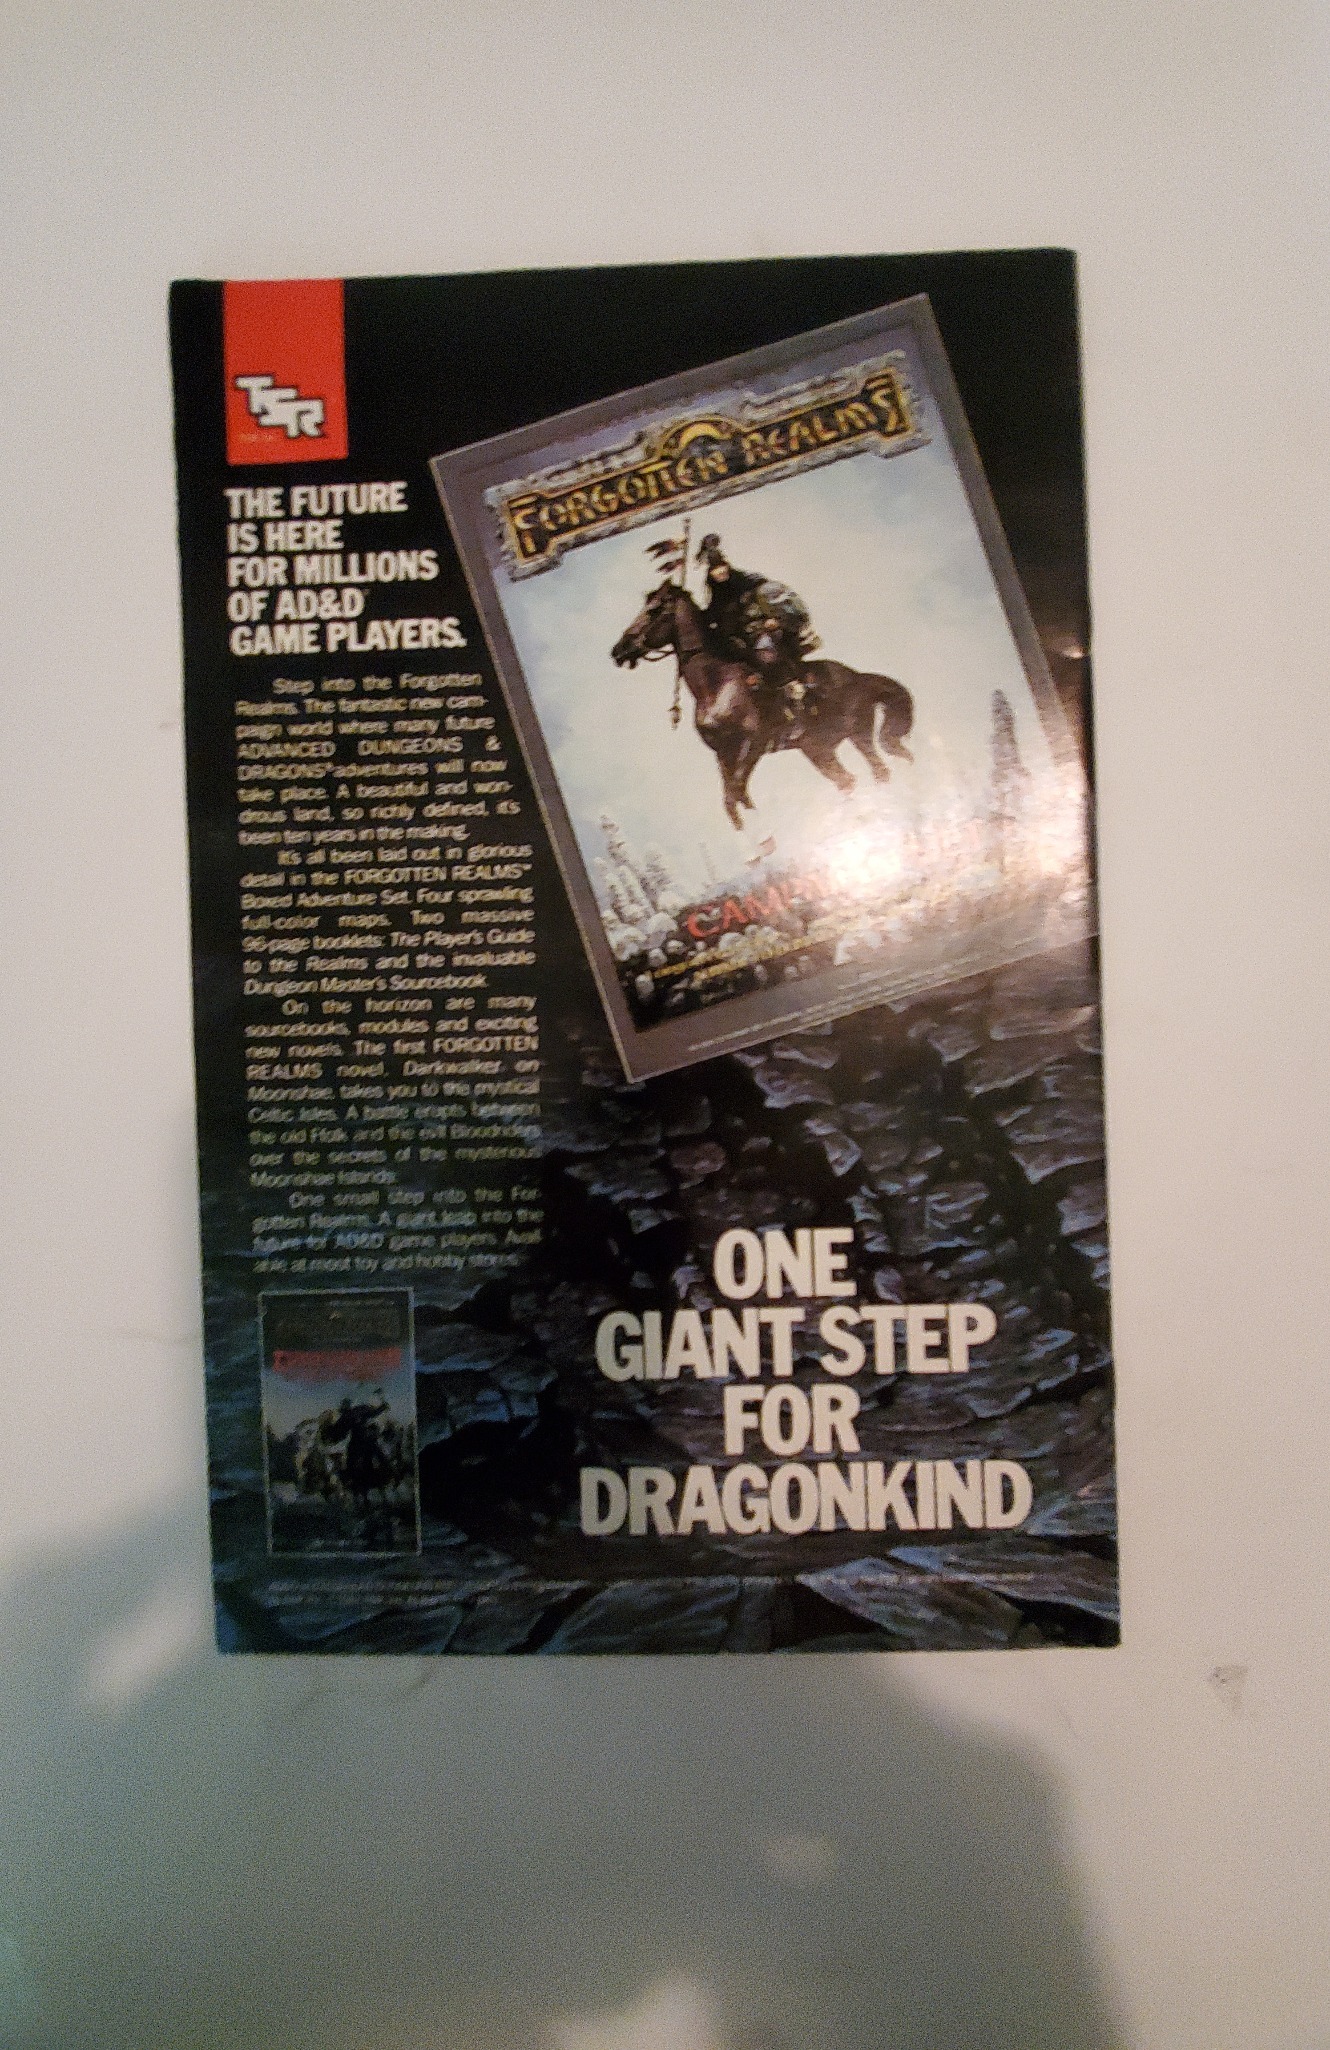 TSR
THE FUTURE
IS HERE
FOR MILLIONS
OF AD&D
GAME PLAYERS.
Step into the Forgotten
Realms. The fantastic new cam-
paign world where many future
ADVANCED DUNGEONS &
DRAGONS® adventures will now
take place. A beautiful and won-
drous land, so richly defined, it's
been ten years in the making.
It's all been laid out in glorious
detail in the FORGOTTEN REALMS™
Boxed Adventure Set. Four sprawling
full-color maps. Two massive
96-page booklets: The Player's Guide
to the Realms and the invaluable
Dungeon Master's Sourcebook.
On the horizon are many
sourcebooks, modules and exciting
new novels. The first FORGOTTEN
REALMS novel, Darkwalker on
Moonshae, takes you to the mystical
Celtic Isles. A battle erupts between
the old Ffolk and the evil Bloodriders
over the secrets of the mysterious
Moonshae Islands.
One small step into the For-
gotten Realms. A giant leap into the
future for AD&D game players. Avail-
able at most toy and hobby stores.
FORGOTTEN REALMS
ONE
GIANT STEP
FOR
DRAGONKIND